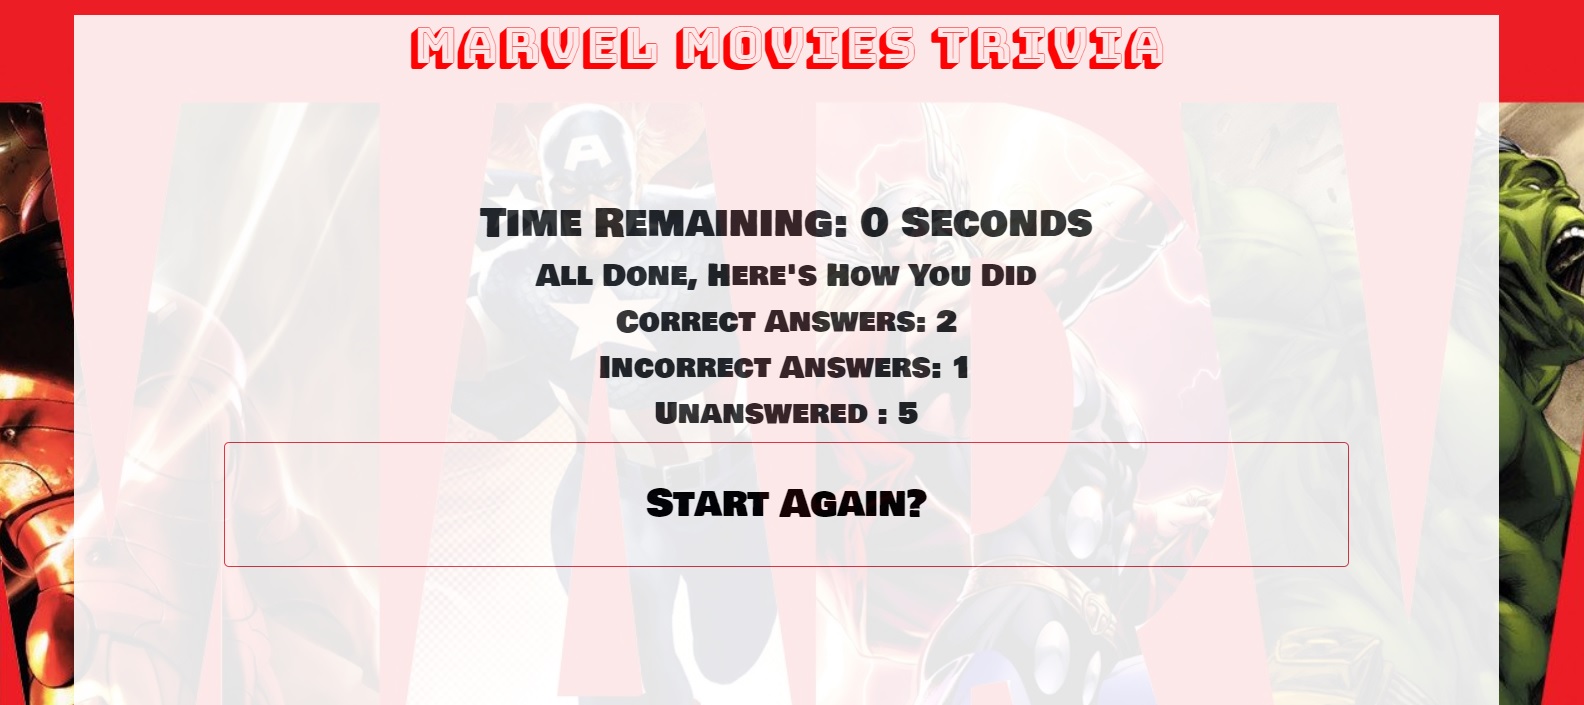 MARVEL MOVIES TRIVIA
Time Remaining: 0 Seconds
All Done, Here's How You Did
Correct Answers: 2
Incorrect Answers: 1
Unanswered : 5
Start Again?